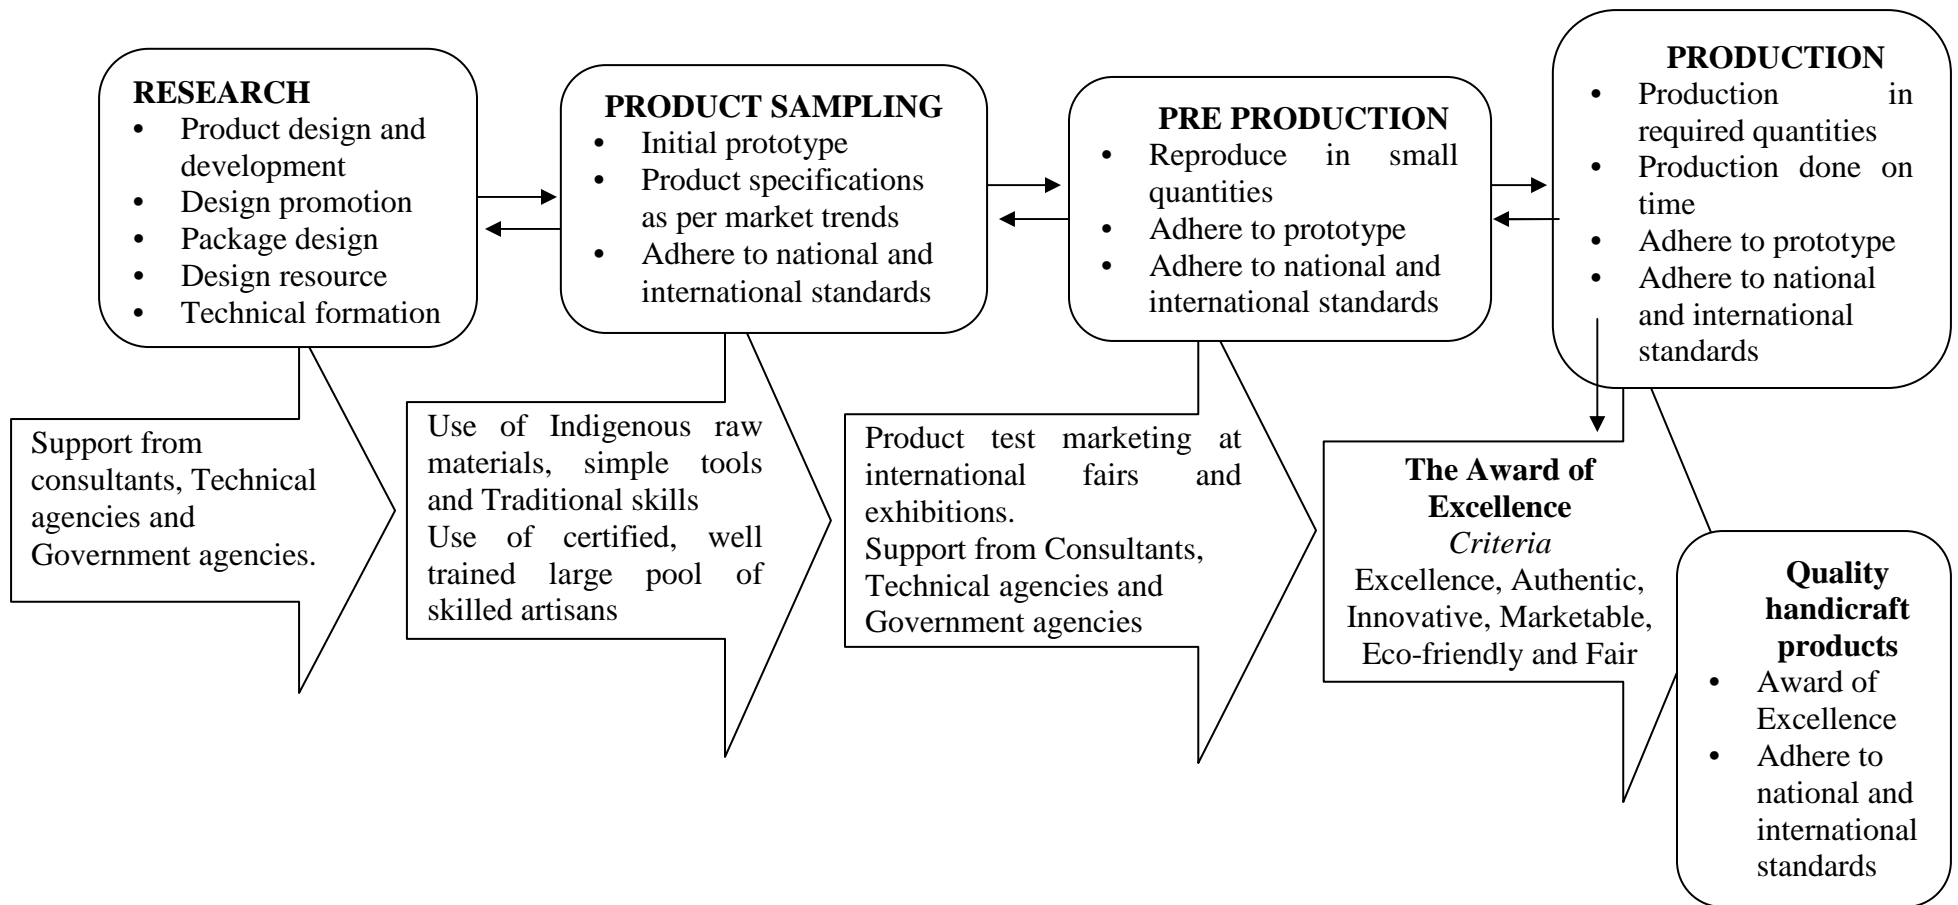 RESEARCH
• Product design and
development
• Design promotion
• Package design
• Design resource
• Technical formation
PRODUCT SAMPLING
• Initial prototype
• Product specifications
as per market trends
• Adhere to national and
international standards
PRE PRODUCTION
• Reproduce in small
quantities
• Adhere to prototype
• Adhere to national and
international standards
PRODUCTION
• Production in
required quantities
• Production done on
time
• Adhere to prototype
• Adhere to national
and international
standards
Support from
consultants, Technical
agencies and
Government agencies.
Use of Indigenous raw
materials, simple tools
and Traditional skills
Use of certified, well
trained large pool of
skilled artisans
Product test marketing at
international fairs and
exhibitions.
Support from Consultants,
Technical agencies and
Government agencies
The Award of
Excellence
Criteria
Excellence, Authentic,
Innovative, Marketable,
Eco-friendly and Fair
Quality
handicraft
products
• Award of
Excellence
• Adhere to
national and
international
standards